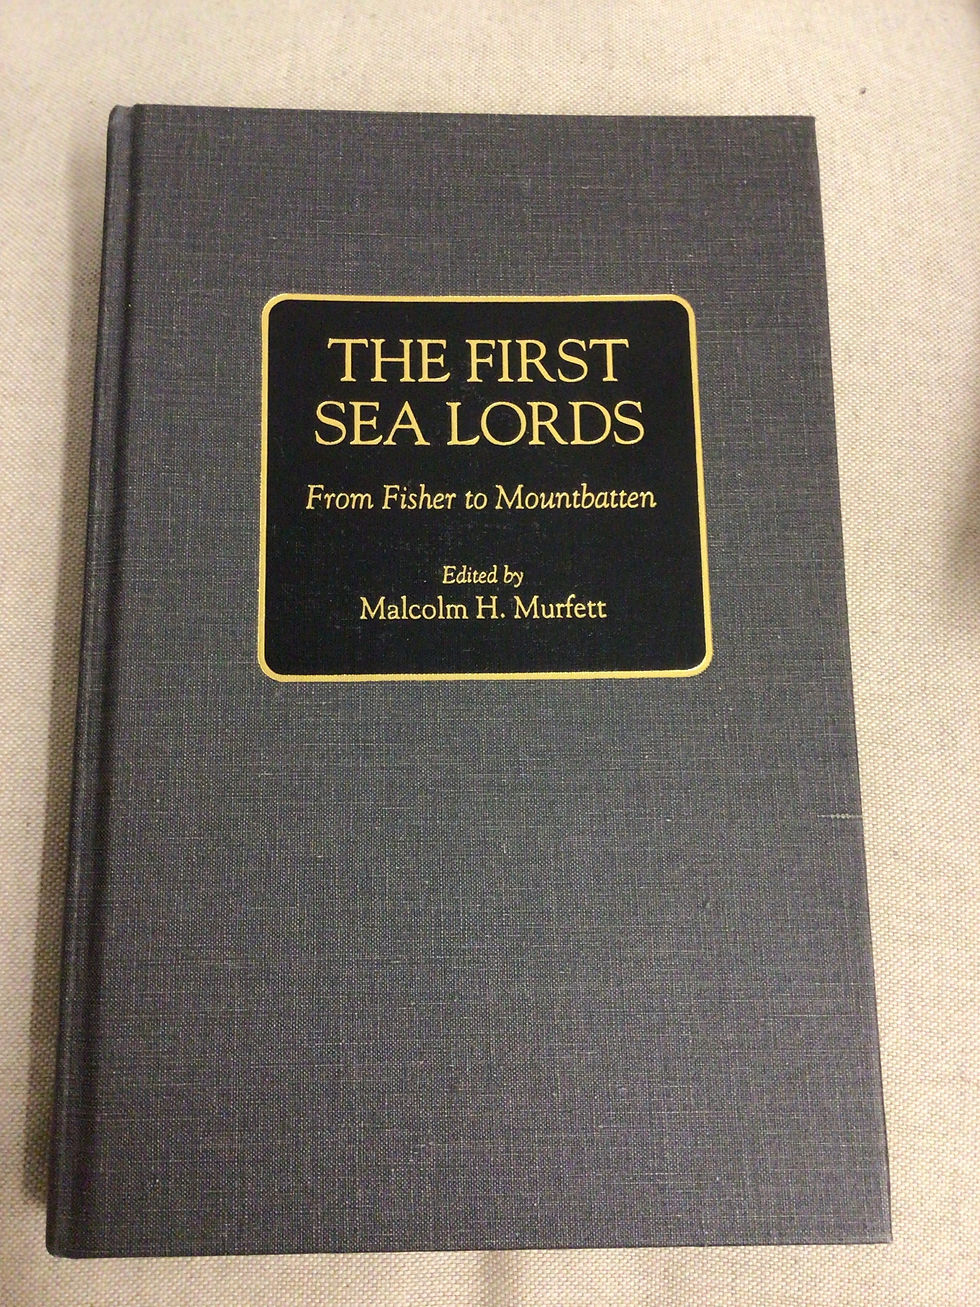 THE FIRST
SEA LORDS
From Fisher to Mountbatten
Edited by
Malcolm H. Murfett